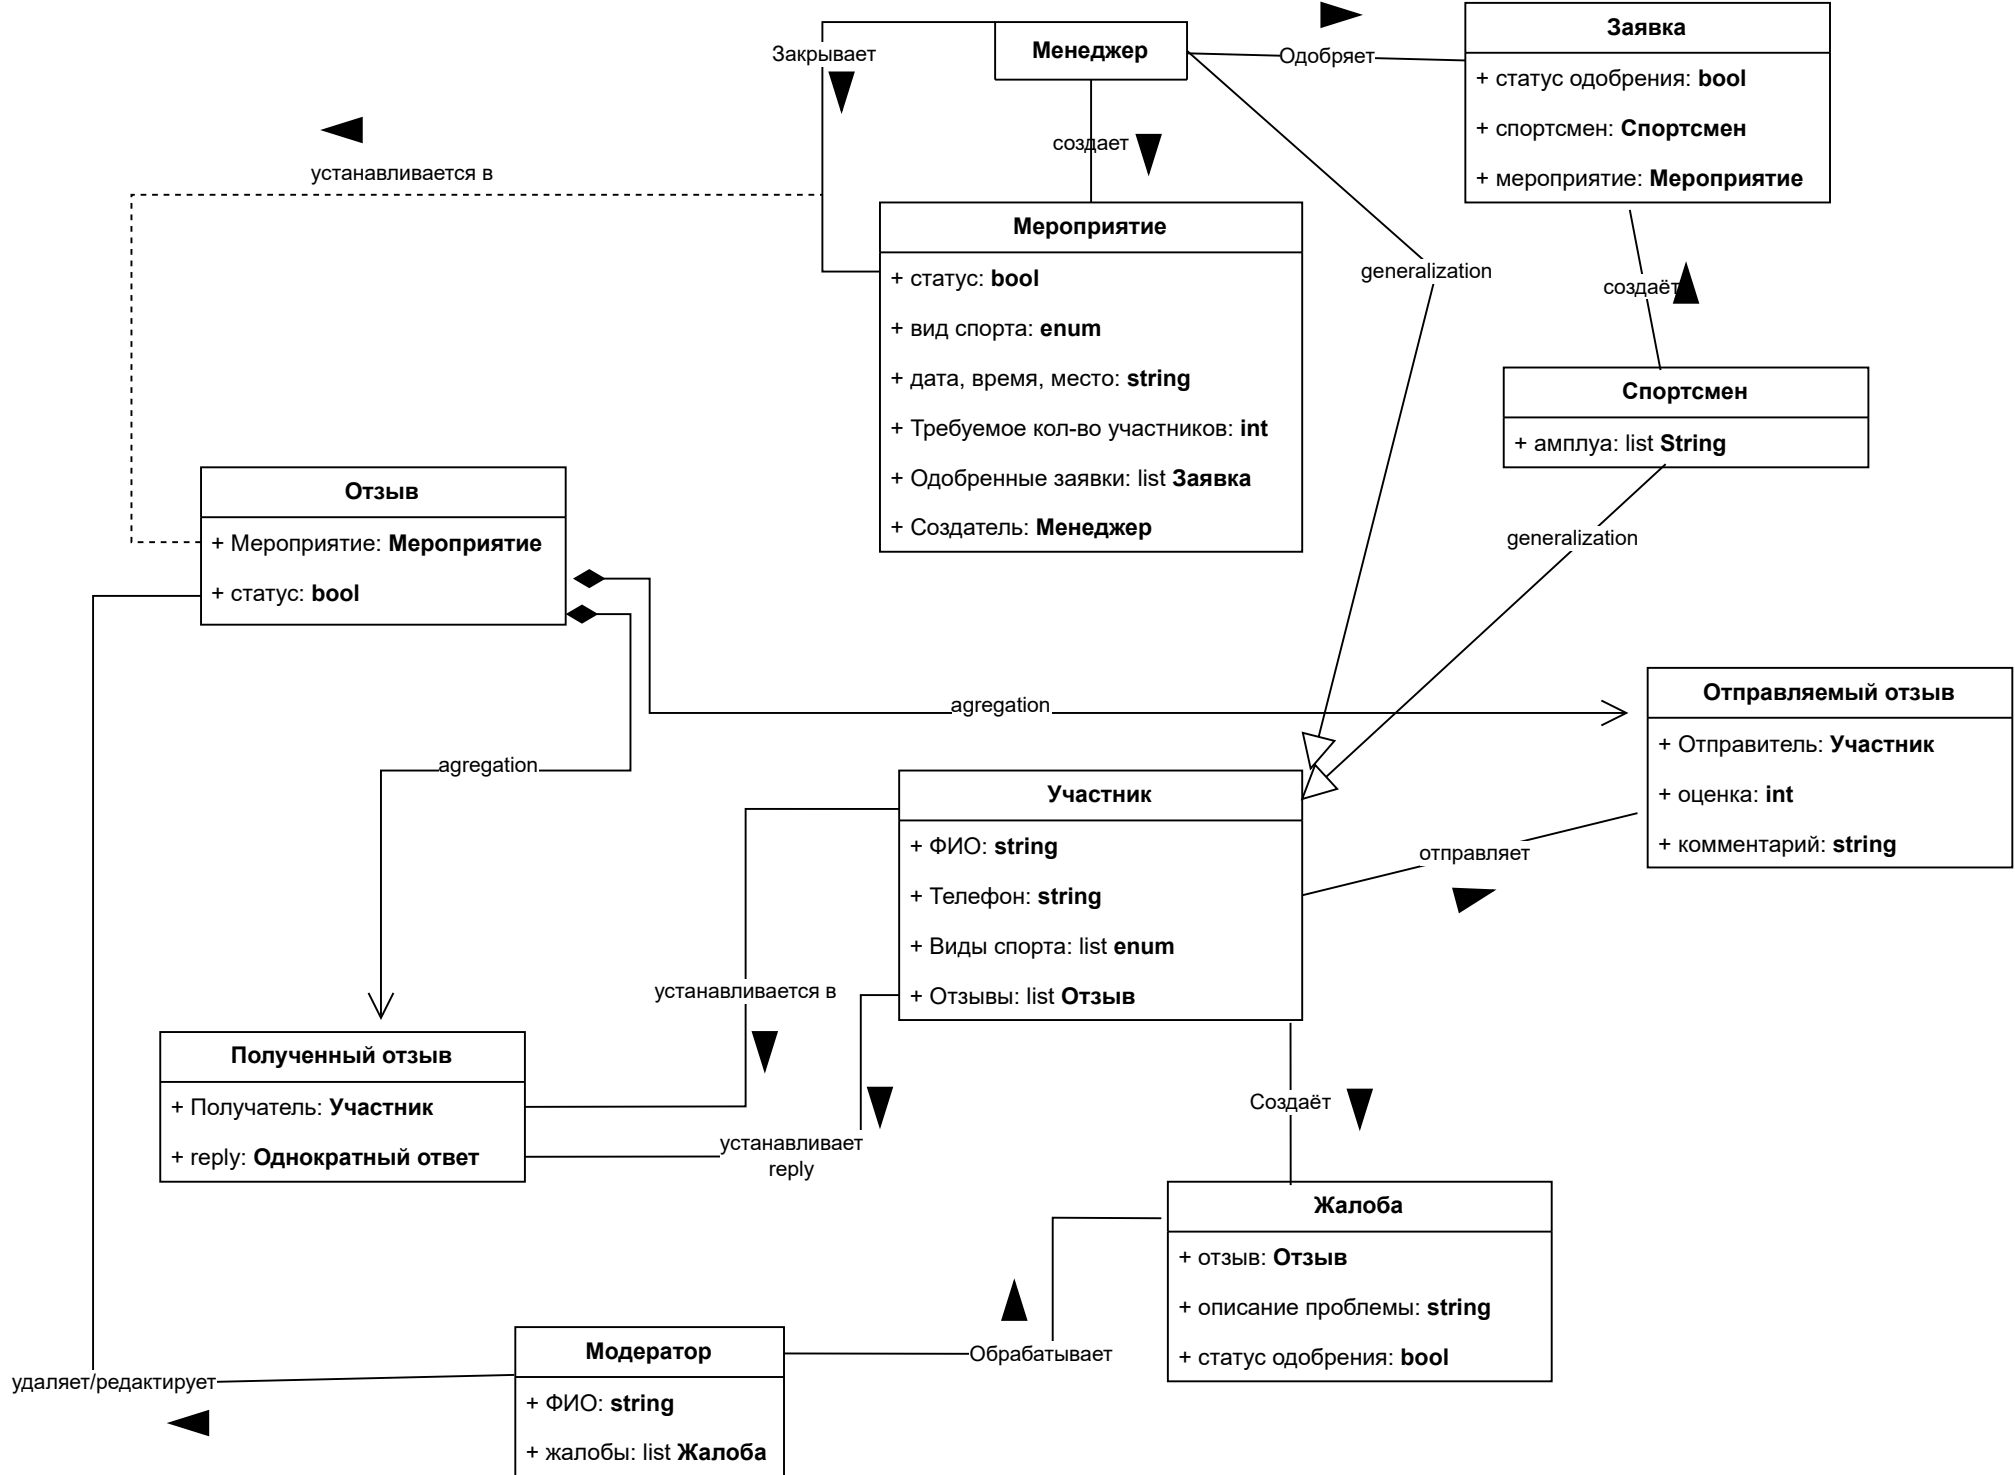 Закрывает
Менеджер
Одобряет
Заявка
+ статус одобрения: bool
+ спортсмен: Спортсмен
+ мероприятие: Мероприятие
устанавливается в
создает
Мероприятие
+ статус: bool
+ вид спорта: enum
+ дата, время, место: string
+ Требуемое кол-во участников: int
+ Одобренные заявки: list Заявка
+ Создатель: Менеджер
generalization
создаёт
Спортсмен
+ амплуа: list String
generalization
Отзыв
+ Мероприятие: Мероприятие
+ статус: bool
agregation
agregation
Отправляемый отзыв
+ Отправитель: Участник
+ оценка: int
+ комментарий: string
Участник
+ ФИО: string
+ Телефон: string
+ Виды спорта: list enum
+ Отзывы: list Отзыв
отправляет
устанавливается в
Полученный отзыв
+ Получатель: Участник
+ reply: Однократный ответ
устанавливает
reply
Создаёт
Жалоба
+ отзыв: Отзыв
+ описание проблемы: string
+ статус одобрения: bool
Обрабатывает
удаляет/редактирует
Модератор
+ ФИО: string
+ жалобы: list Жалоба